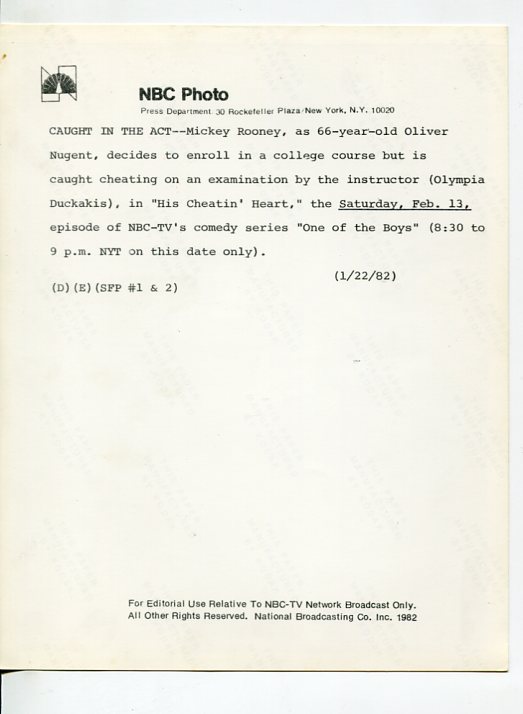 NBC Photo
Press Department 30 Rockefeller Plaza/New York, N.Y. 10020
CAUGHT IN THE ACT--Mickey Rooney, as 66-year-old Oliver
Nugent, decides to enroll in a college course but is
caught cheating on an examination by the instructor (Olympia
Duckakis), in "His Cheatin' Heart," the Saturday, Feb. 13,
episode of NBC-TV's comedy series "One of the Boys" (8:30 to
9 p.m. NYT on this date only).
(1/22/82)
(D)(E)(SFP #1 & 2)
For Editorial Use Relative To NBC-TV Network Broadcast Only.
All Other Rights Reserved. National Broadcasting Co. Inc. 1982